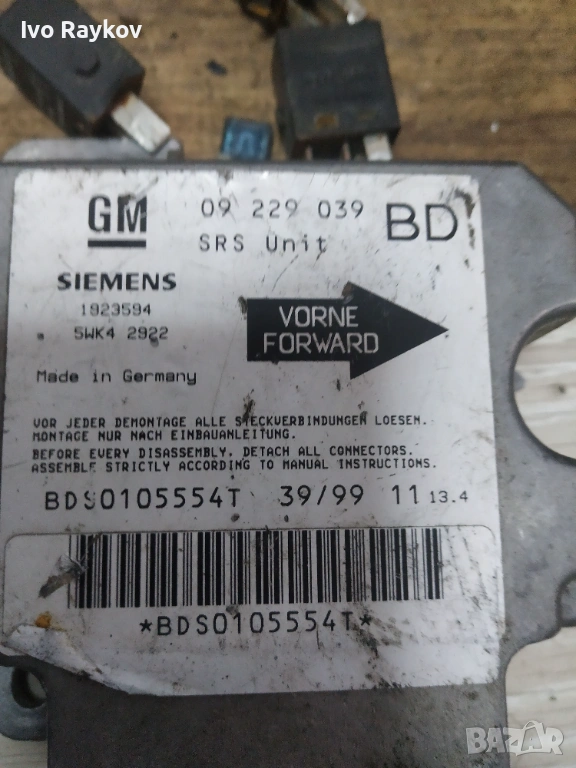 Ivo Raykov
GM
09 229 039
BD
SRS Unit
SIEMENS
1923594
5WK4 2922
VORNE
FORWARD
Made in Germany
VOR JEDER DEMONTAGE ALLE STECKVERBINDUNGEN LOESEN.
MONTAGE NUR NACH EINBAUANLEITUNG.
BEFORE EVERY DISASSEMBLY, DETACH ALL CONNECTORS.
ASSEMBLE STRICTLY ACCORDING TO MANUAL INSTRUCTIONS.
BDS0105554T 39/99 11 13.4
*BDS0105554T*
BAZAR